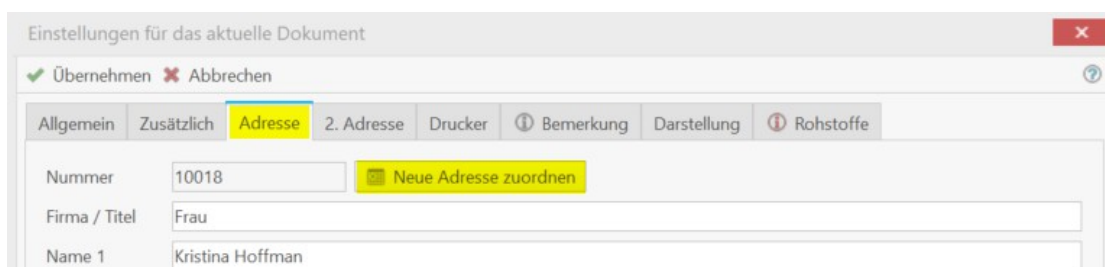 Einstellungen für das aktuelle Dokument
Übernehmen Abbrechen
Allgemein Zusätzlich Adresse 2. Adresse Drucker Bemerkung Darstellung Rohstoffe
Nummer 10018 Neue Adresse zuordnen
Firma / Titel Frau
Name 1 Kristina Hoffman